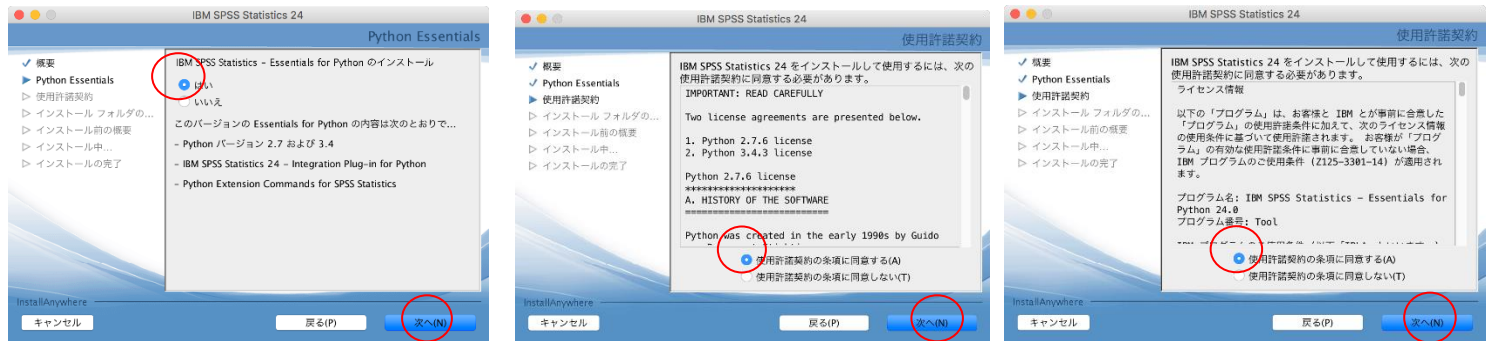 IBM SPSS Statistics 24
Python Essentials
概要
Python Essentials
使用許諾契約
インストール フォルダの...
インストール前の概要
インストール中...
インストールの完了
IBM SPSS Statistics – Essentials for Python のインストール
はい
いいえ
このバージョンの Essentials for Python の内容は次のとおりで...
– Python バージョン 2.7 および 3.4
– IBM SPSS Statistics 24 – Integration Plug-in for Python
– Python Extension Commands for SPSS Statistics
InstallAnywhere
キャンセル
戻る(P)
次へ(N)
IBM SPSS Statistics 24
使用許諾契約
概要
Python Essentials
使用許諾契約
インストール フォルダの...
インストール前の概要
インストール中...
インストールの完了
IBM SPSS Statistics 24 をインストールして使用するには、次の
使用許諾契約に同意する必要があります。
IMPORTANT: READ CAREFULLY
Two license agreements are presented below.
1. Python 2.7.6 license
2. Python 3.4.3 license
Python 2.7.6 license
********************
A. HISTORY OF THE SOFTWARE
==========================
Python was created in the early 1990s by Guido
使用許諾契約の条項に同意する(A)
使用許諾契約の条項に同意しない(T)
InstallAnywhere
キャンセル
戻る(P)
次へ(N)
IBM SPSS Statistics 24
使用許諾契約
概要
Python Essentials
使用許諾契約
インストール フォルダの...
インストール前の概要
インストール中...
インストールの完了
IBM SPSS Statistics 24 をインストールして使用するには、次の
使用許諾契約に同意する必要があります。
ライセンス情報
以下の「プログラム」は、お客様と IBM とが事前に合意した
「プログラム」の使用許諾条件に加えて、次のライセンス情報
の使用条件に基づいて使用許諾されます。 お客様が「プログ
ラム」の有効な使用許諾条件に事前に合意していない場合、
IBM プログラムのご使用条件 (Z125-3301-14) が適用され
ます。
プログラム名: IBM SPSS Statistics – Essentials for
Python 24.0
プログラム番号: Tool
使用許諾契約の条項に同意する(A)
使用許諾契約の条項に同意しない(T)
InstallAnywhere
キャンセル
戻る(P)
次へ(N)